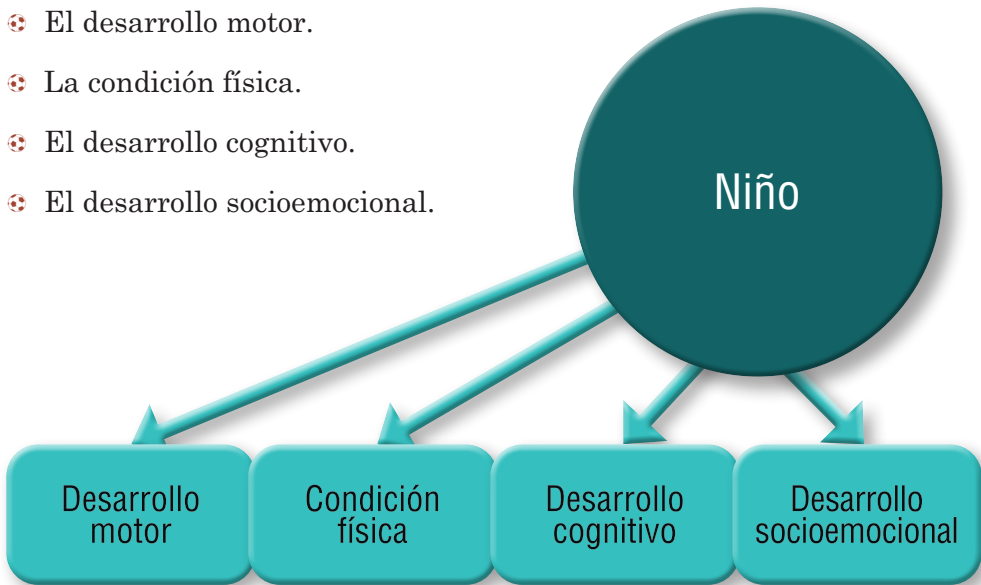 El desarrollo motor.
La condición física.
El desarrollo cognitivo.
El desarrollo socioemocional.
Niño
Desarrollo
motor
Condición
física
Desarrollo
cognitivo
Desarrollo
socioemocional